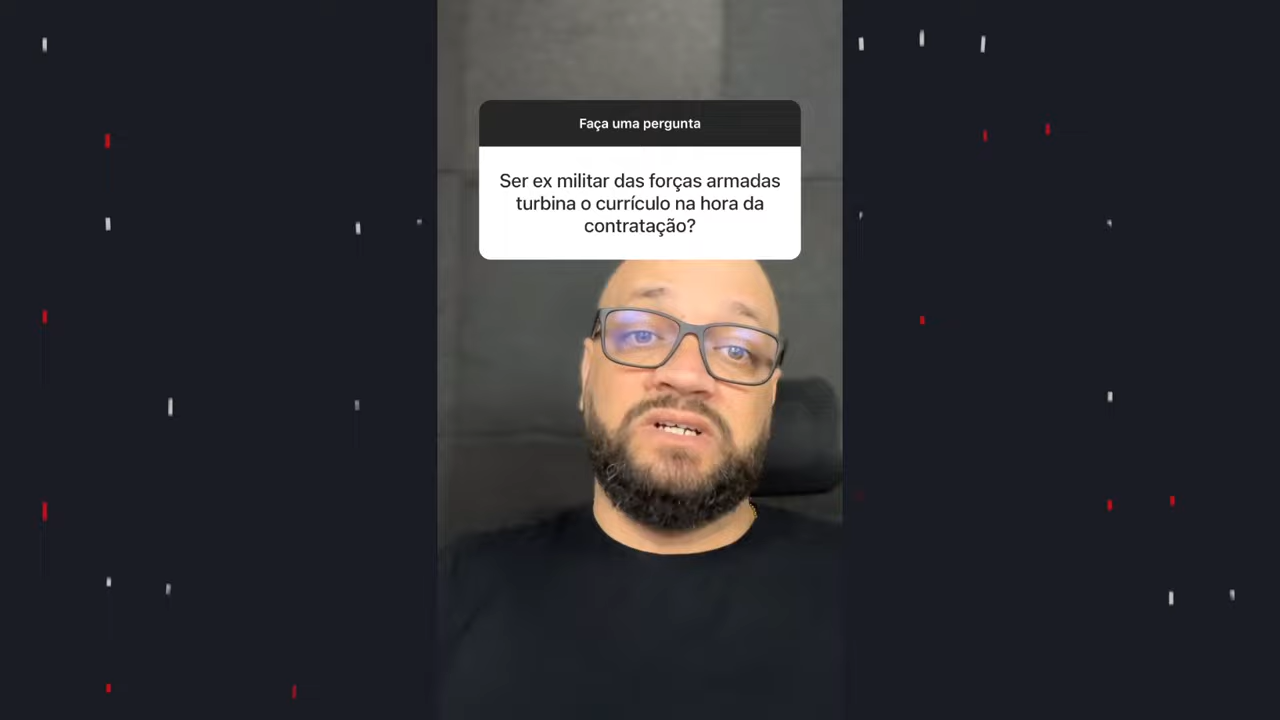 Faça uma pergunta
Ser ex militar das forças armadas
turbina o currículo na hora da
contratação?